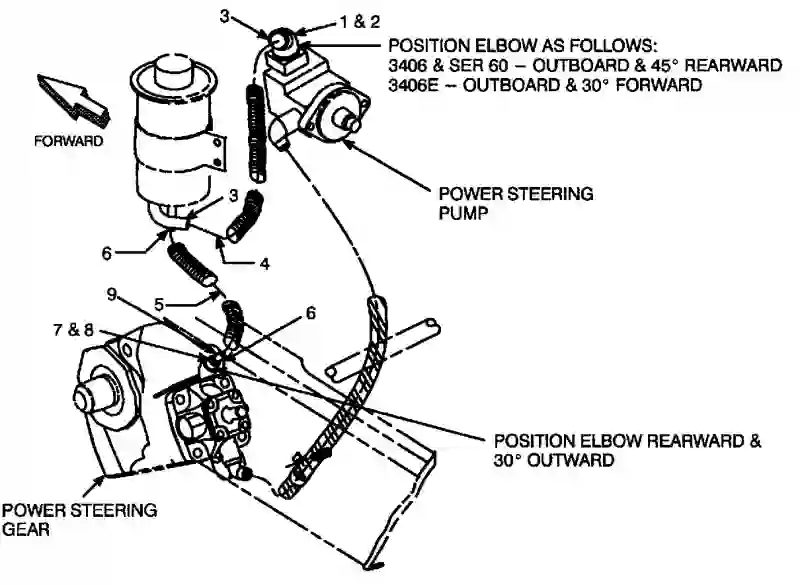 3
1 & 2
POSITION ELBOW AS FOLLOWS:
3406 & SER 60 – OUTBOARD & 45° REARWARD
3406E – OUTBOARD & 30° FORWARD
FORWARD
POWER STEERING
PUMP
3
6
4
5
9
6
7 & 8
POSITION ELBOW REARWARD &
30° OUTWARD
POWER STEERING
GEAR